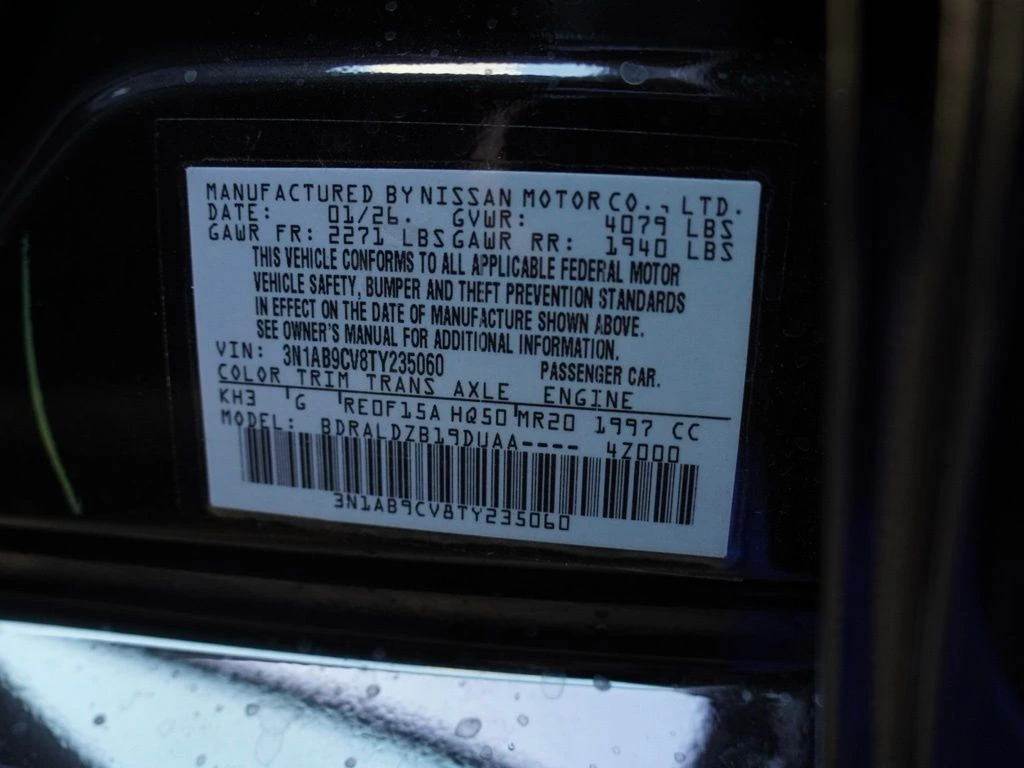 MANUFACTURED BY NISSAN MOTOR CO., LTD.
DATE: 01/26. GVWR: 4079 LBS
GAWR FR: 2271 LBS GAWR RR: 1940 LBS
THIS VEHICLE CONFORMS TO ALL APPLICABLE FEDERAL MOTOR
VEHICLE SAFETY, BUMPER AND THEFT PREVENTION STANDARDS
IN EFFECT ON THE DATE OF MANUFACTURE SHOWN ABOVE.
SEE OWNER'S MANUAL FOR ADDITIONAL INFORMATION.
VIN: 3N1AB9CV8TY235060 PASSENGER CAR.
COLOR TRIM TRANS AXLE ENGINE
KH3 G RE0F15A HQ50 MR20 1997 CC
MODEL: BDRALDZB19DUAA---- 4Z000
3N1AB9CV8TY235060